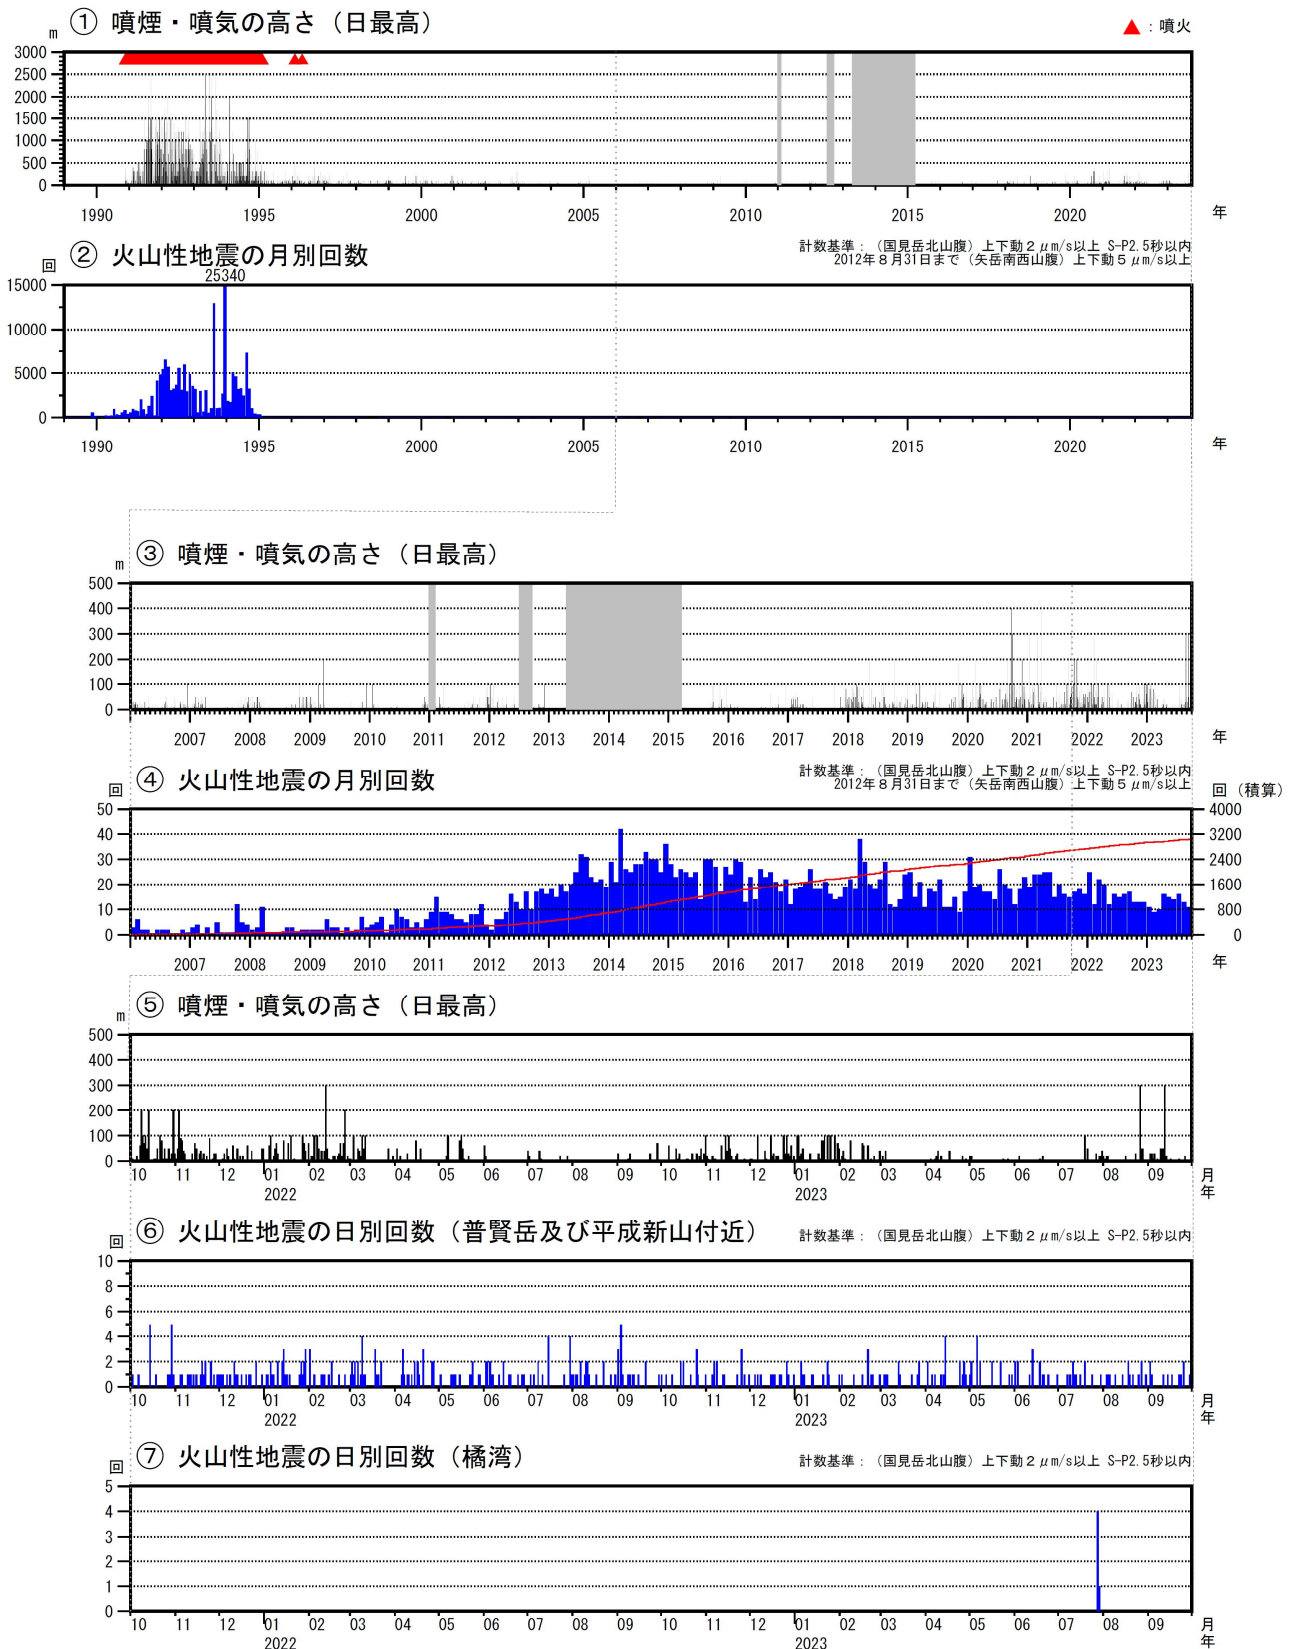 ① 噴煙・噴気の高さ（日最高）
▲：噴火
m
3000
2500
2000
1500
1000
500
0
1990 1995 2000 2005 2010 2015 2020 年
② 火山性地震の月別回数
計数基準：（国見岳北山腹）上下動２μm/s以上 S-P2.5秒以内
2012年８月31日まで（矢岳南西山腹）上下動５μm/s以上
回
25340
15000
10000
5000
0
1990 1995 2000 2005 2010 2015 2020 年
③ 噴煙・噴気の高さ（日最高）
m
500
400
300
200
100
0
2007 2008 2009 2010 2011 2012 2013 2014 2015 2016 2017 2018 2019 2020 2021 2022 2023 年
④ 火山性地震の月別回数
計数基準：（国見岳北山腹）上下動２μm/s以上 S-P2.5秒以内
2012年８月31日まで（矢岳南西山腹）上下動５μm/s以上
回 回（積算）
50 4000
40 3200
30 2400
20 1600
10 800
0 0
2007 2008 2009 2010 2011 2012 2013 2014 2015 2016 2017 2018 2019 2020 2021 2022 2023 年
⑤ 噴煙・噴気の高さ（日最高）
m
500
400
300
200
100
0
10 11 12 01 02 03 04 05 06 07 08 09 10 11 12 01 02 03 04 05 06 07 08 09 月
2022 2023 年
⑥ 火山性地震の日別回数（普賢岳及び平成新山付近）
計数基準：（国見岳北山腹）上下動２μm/s以上 S-P2.5秒以内
回
10
8
6
4
2
0
10 11 12 01 02 03 04 05 06 07 08 09 10 11 12 01 02 03 04 05 06 07 08 09 月
2022 2023 年
⑦ 火山性地震の日別回数（橘湾）
計数基準：（国見岳北山腹）上下動２μm/s以上 S-P2.5秒以内
回
5
4
3
2
1
0
10 11 12 01 02 03 04 05 06 07 08 09 10 11 12 01 02 03 04 05 06 07 08 09 月
2022 2023 年